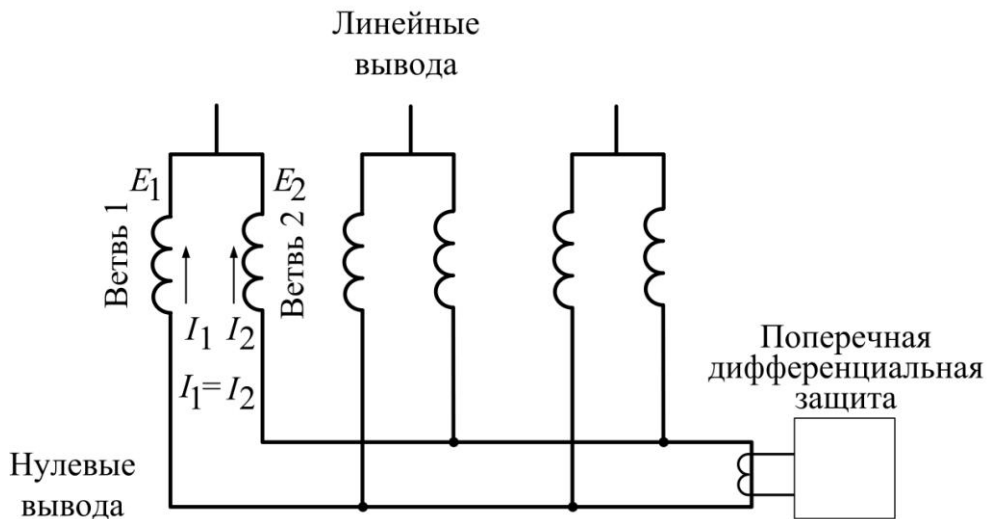 Линейные
вывода
E1
E2
Ветвь 1
Ветвь 2
I1
I2
I1=I2
Поперечная
дифференциальная
защита
Нулевые
вывода